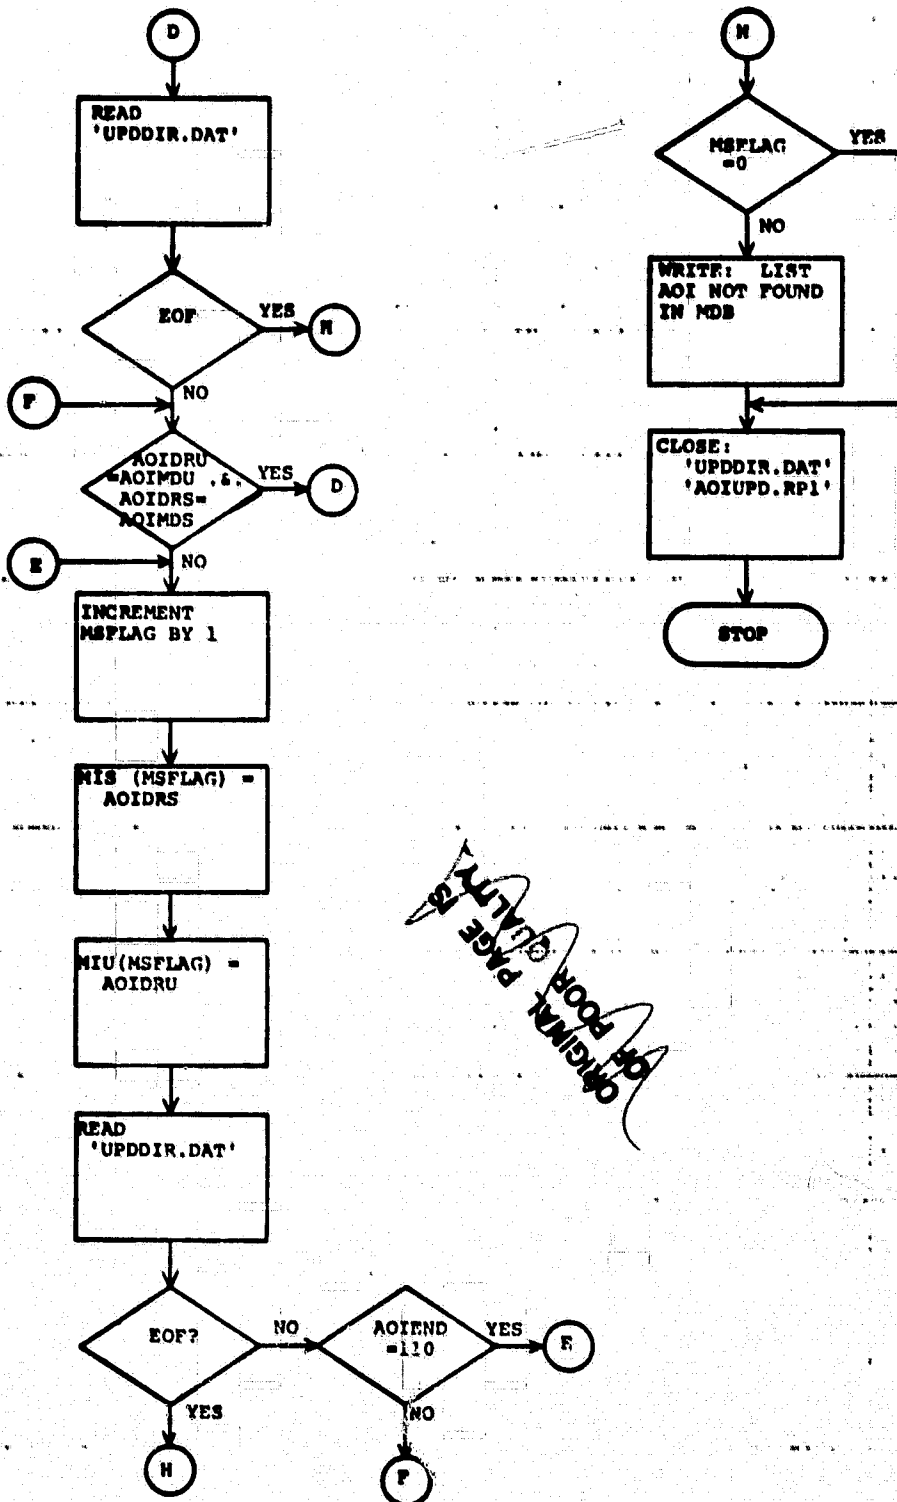 D
READ
'UPDDIR.DAT'
EOF
YES
H
NO
F
AOIDRU
=AOIMDU .&.
AOIDRS=
AOIMDS
YES
D
E
NO
INCREMENT
MSFLAG BY 1
MIS (MSFLAG) =
AOIDRS
MIU(MSFLAG) =
AOIDRU
READ
'UPDDIR.DAT'
EOF?
NO
AOIEND
=110
YES
E
YES
NO
H
F
H
MSFLAG
=0
YES
NO
WRITE: LIST
AOI NOT FOUND
IN MDB
CLOSE:
'UPDDIR.DAT'
'AOIUPD.RP1'
STOP
ORIGINAL PAGE IS
OF POOR QUALITY